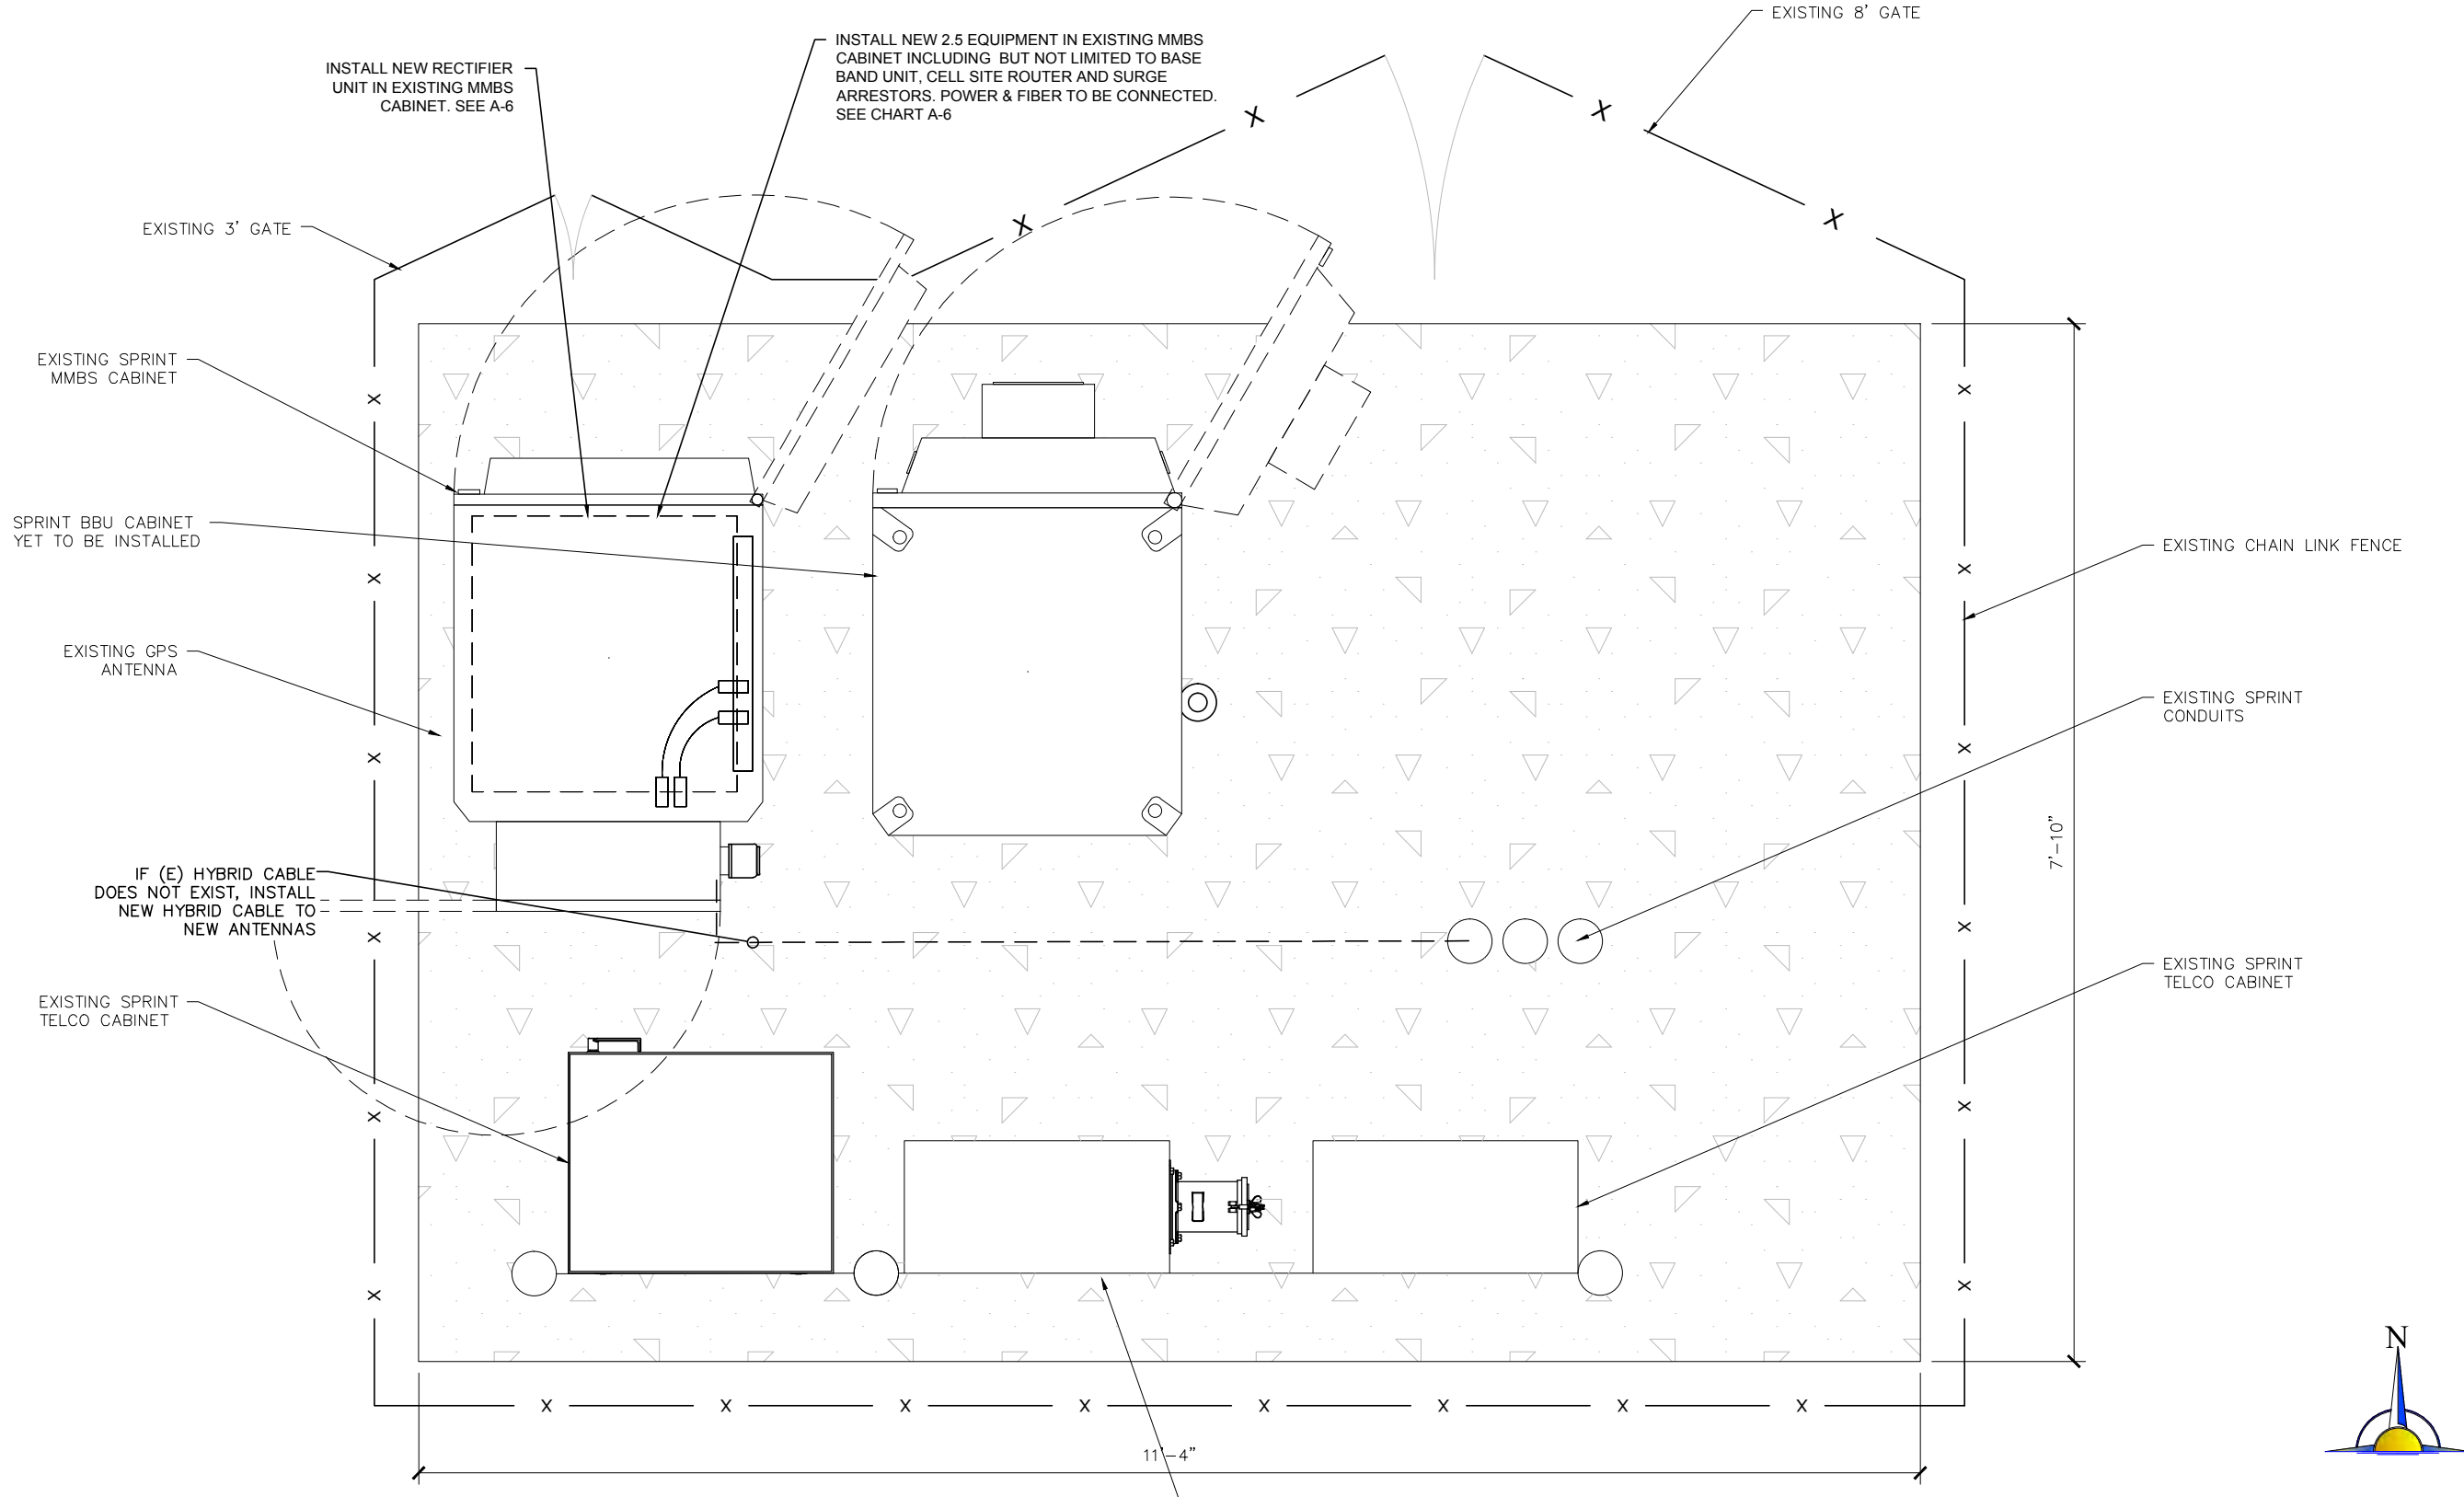 EXISTING 8' GATE
INSTALL NEW 2.5 EQUIPMENT IN EXISTING MMBS
CABINET INCLUDING BUT NOT LIMITED TO BASE
BAND UNIT, CELL SITE ROUTER AND SURGE
ARRESTORS. POWER & FIBER TO BE CONNECTED.
SEE CHART A-6
INSTALL NEW RECTIFIER
UNIT IN EXISTING MMBS
CABINET. SEE A-6
EXISTING 3' GATE
EXISTING SPRINT
MMBS CABINET
SPRINT BBU CABINET
YET TO BE INSTALLED
EXISTING CHAIN LINK FENCE
EXISTING GPS
ANTENNA
EXISTING SPRINT
CONDUITS
7'-10"
IF (E) HYBRID CABLE
DOES NOT EXIST, INSTALL
NEW HYBRID CABLE TO
NEW ANTENNAS
EXISTING SPRINT
TELCO CABINET
EXISTING SPRINT
TELCO CABINET
N
11'-4"